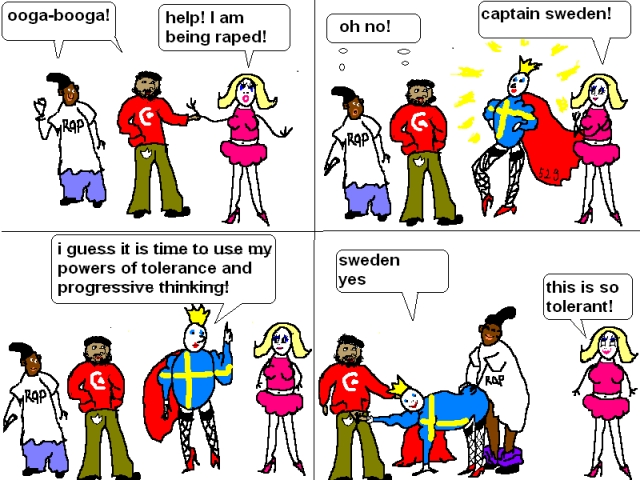 ooga-booga!
help! I am
being raped!
RAP
oh no!
captain sweden!
RAP
529
i guess it is time to use my
powers of tolerance and
progressive thinking!
RAP
sweden
yes
this is so
tolerant!
RAP